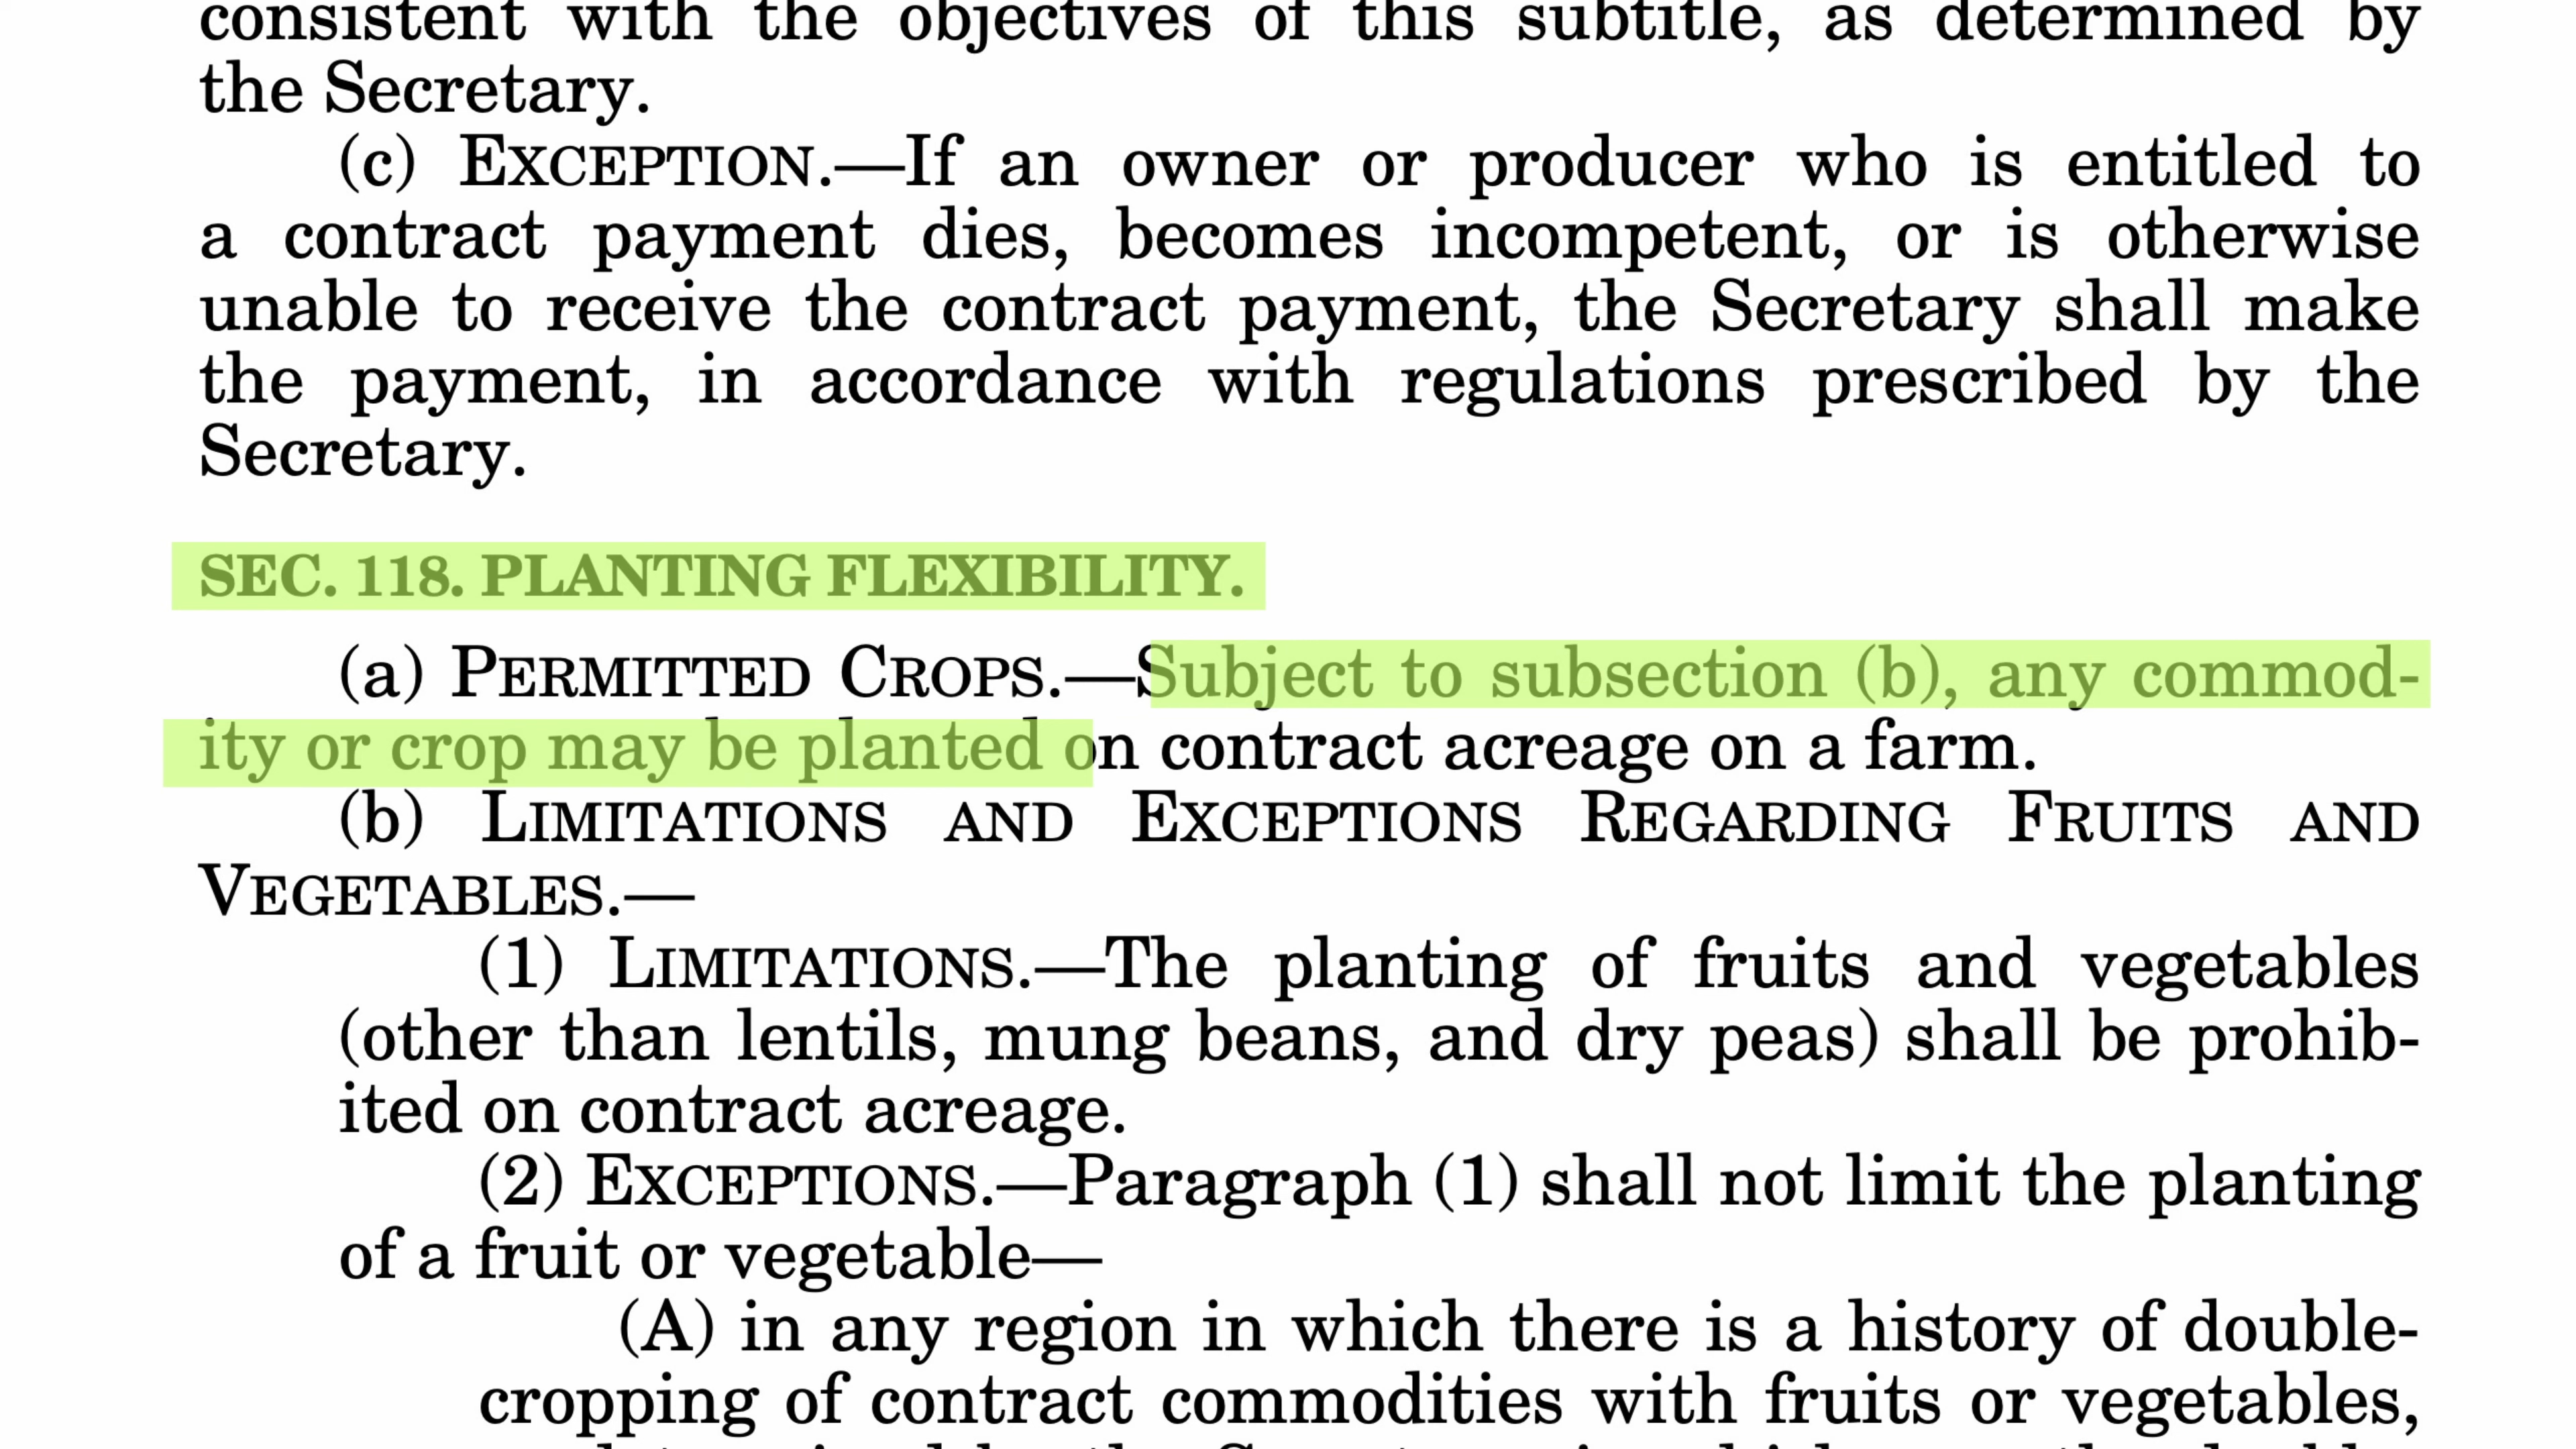 consistent with the objectives of this subtitle, as determined by
the Secretary.
(c) EXCEPTION.—If an owner or producer who is entitled to
a contract payment dies, becomes incompetent, or is otherwise
unable to receive the contract payment, the Secretary shall make
the payment, in accordance with regulations prescribed by the
Secretary.
SEC. 118. PLANTING FLEXIBILITY.
(a) PERMITTED CROPS.—Subject to subsection (b), any commod-
ity or crop may be planted on contract acreage on a farm.
(b) LIMITATIONS AND EXCEPTIONS REGARDING FRUITS AND
VEGETABLES.—
(1) LIMITATIONS.—The planting of fruits and vegetables
(other than lentils, mung beans, and dry peas) shall be prohib-
ited on contract acreage.
(2) EXCEPTIONS.—Paragraph (1) shall not limit the planting
of a fruit or vegetable—
(A) in any region in which there is a history of double-
cropping of contract commodities with fruits or vegetables,